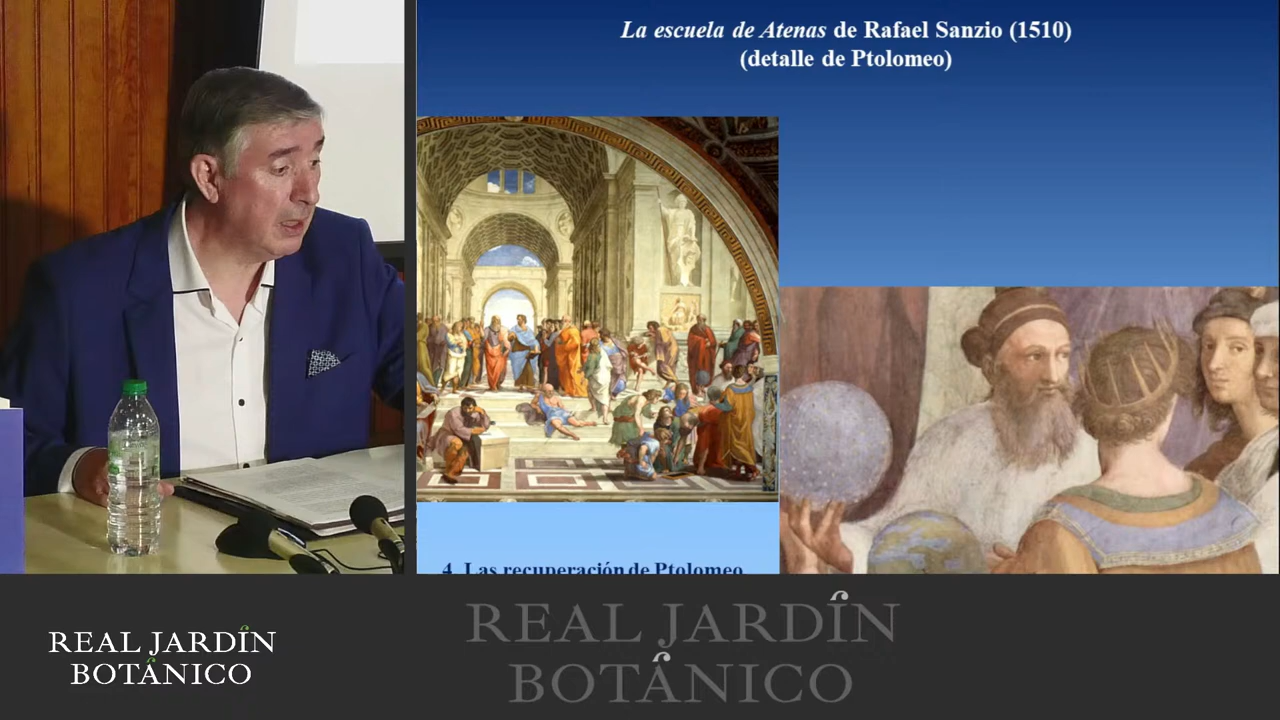 La escuela de Atenas de Rafael Sanzio (1510)
(detalle de Ptolomeo)
4. Las recuperación de Ptolomeo
REAL JARDÍN
BOTÁNICO
REAL JARDÍN
BOTÁNICO